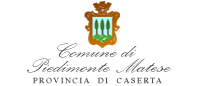 Comune di
Piedimonte Matese
PROVINCIA DI CASERTA